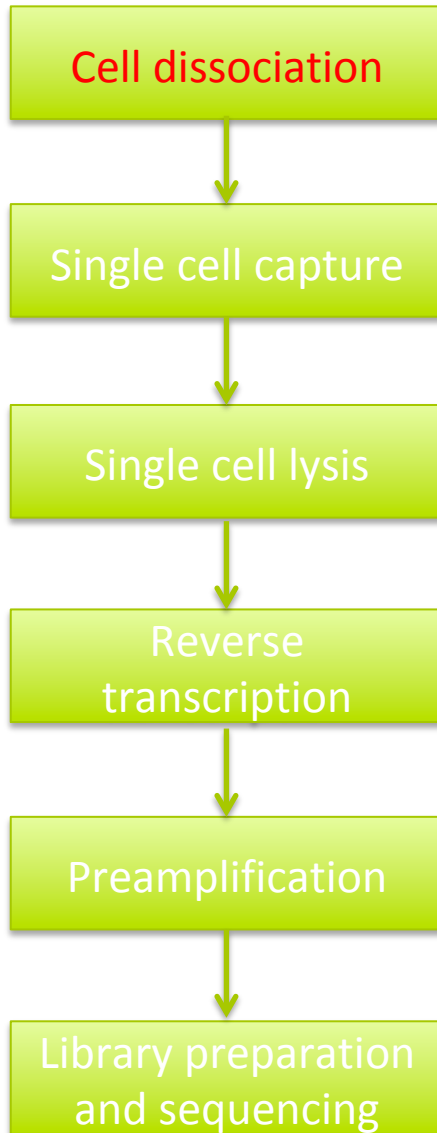 Cell dissociation
Single cell capture
Single cell lysis
Reverse
transcription
Preamplification
Library preparation
and sequencing